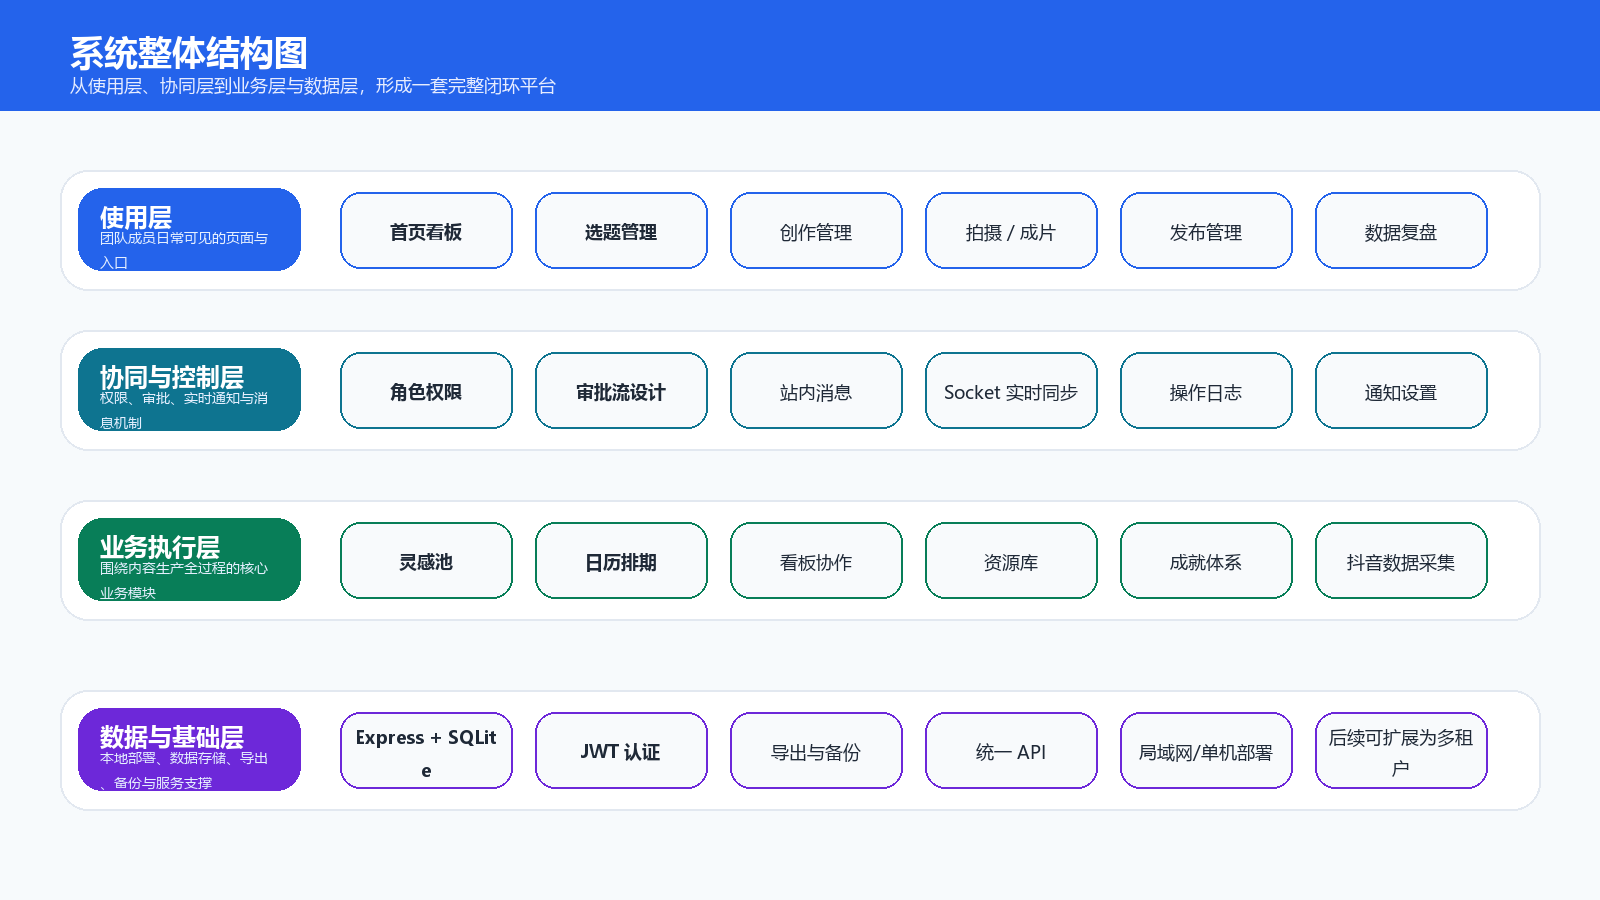 系统整体结构图
从使用层、协同层到业务层与数据层，形成一套完整闭环平台
使用层
团队成员日常可见的页面与
入口
首页看板
选题管理
创作管理
拍摄 / 成片
发布管理
数据复盘
协同与控制层
权限、审批、实时通知与消
息机制
角色权限
审批流设计
站内消息
Socket 实时同步
操作日志
通知设置
业务执行层
围绕内容生产全过程的核心
业务模块
灵感池
日历排期
看板协作
资源库
成就体系
抖音数据采集
数据与基础层
本地部署、数据存储、导出
、备份与服务支撑
Express + SQLit
e
JWT 认证
导出与备份
统一 API
局域网/单机部署
后续可扩展为多租
户